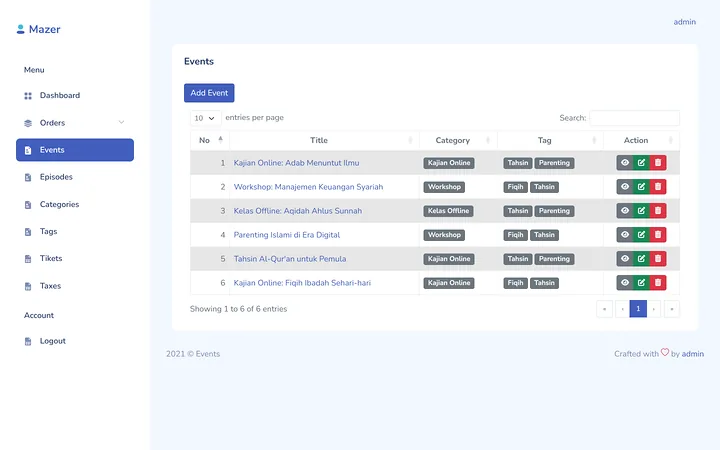 Mazer
admin
Menu
Dashboard
Orders
Events
Episodes
Categories
Tags
Tikets
Taxes
Account
Logout
Events
Add Event
10 entries per page
Search:
No Title Category Tag Action
1 Kajian Online: Adab Menuntut Ilmu Kajian Online Tahsin Parenting
2 Workshop: Manajemen Keuangan Syariah Workshop Fiqih Tahsin
3 Kelas Offline: Aqidah Ahlus Sunnah Kelas Offline Tahsin Parenting
4 Parenting Islami di Era Digital Workshop Fiqih Tahsin
5 Tahsin Al-Qur'an untuk Pemula Kajian Online Tahsin Parenting
6 Kajian Online: Fiqih Ibadah Sehari-hari Kajian Online Fiqih Tahsin
Showing 1 to 6 of 6 entries
« ‹ 1 › »
2021 © Events
Crafted with ♡ by admin